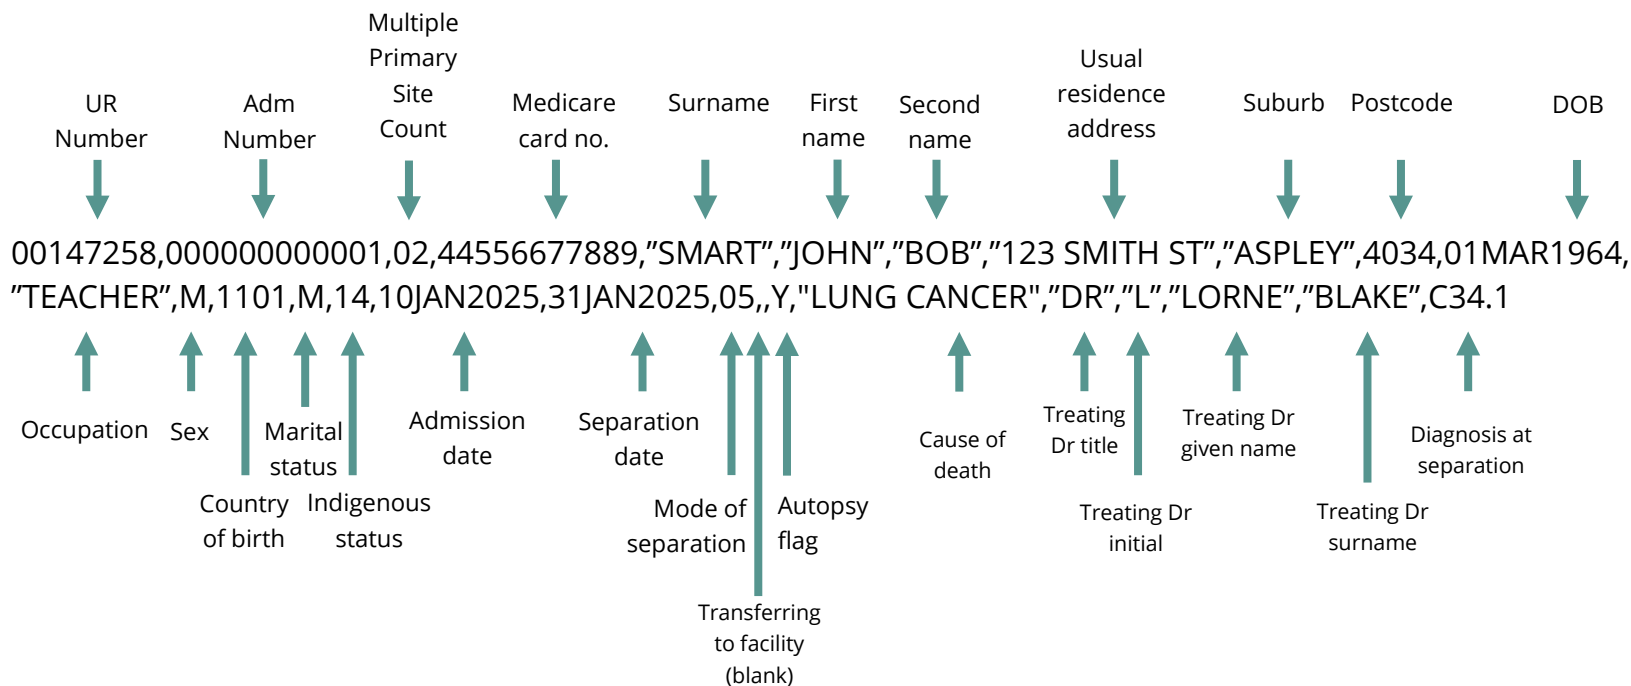 Multiple
Primary
Site
Count
UR
Number
Adm
Number
Medicare
card no.
Surname
First
name
Second
name
Usual
residence
address
Suburb
Postcode
DOB
00147258,000000000001,02,44556677889,”SMART”,”JOHN”,”BOB”,”123 SMITH ST”,”ASPLEY”,4034,01MAR1964,
”TEACHER”,M,1101,M,14,10JAN2025,31JAN2025,05,,Y,"LUNG CANCER",”DR”,”L”,”LORNE”,”BLAKE”,C34.1
Occupation
Sex
Country
of birth
Marital
status
Indigenous
status
Admission
date
Separation
date
Mode of
separation
Transferring
to facility
(blank)
Autopsy
flag
Cause of
death
Treating
Dr title
Treating Dr
initial
Treating Dr
given name
Treating Dr
surname
Diagnosis at
separation